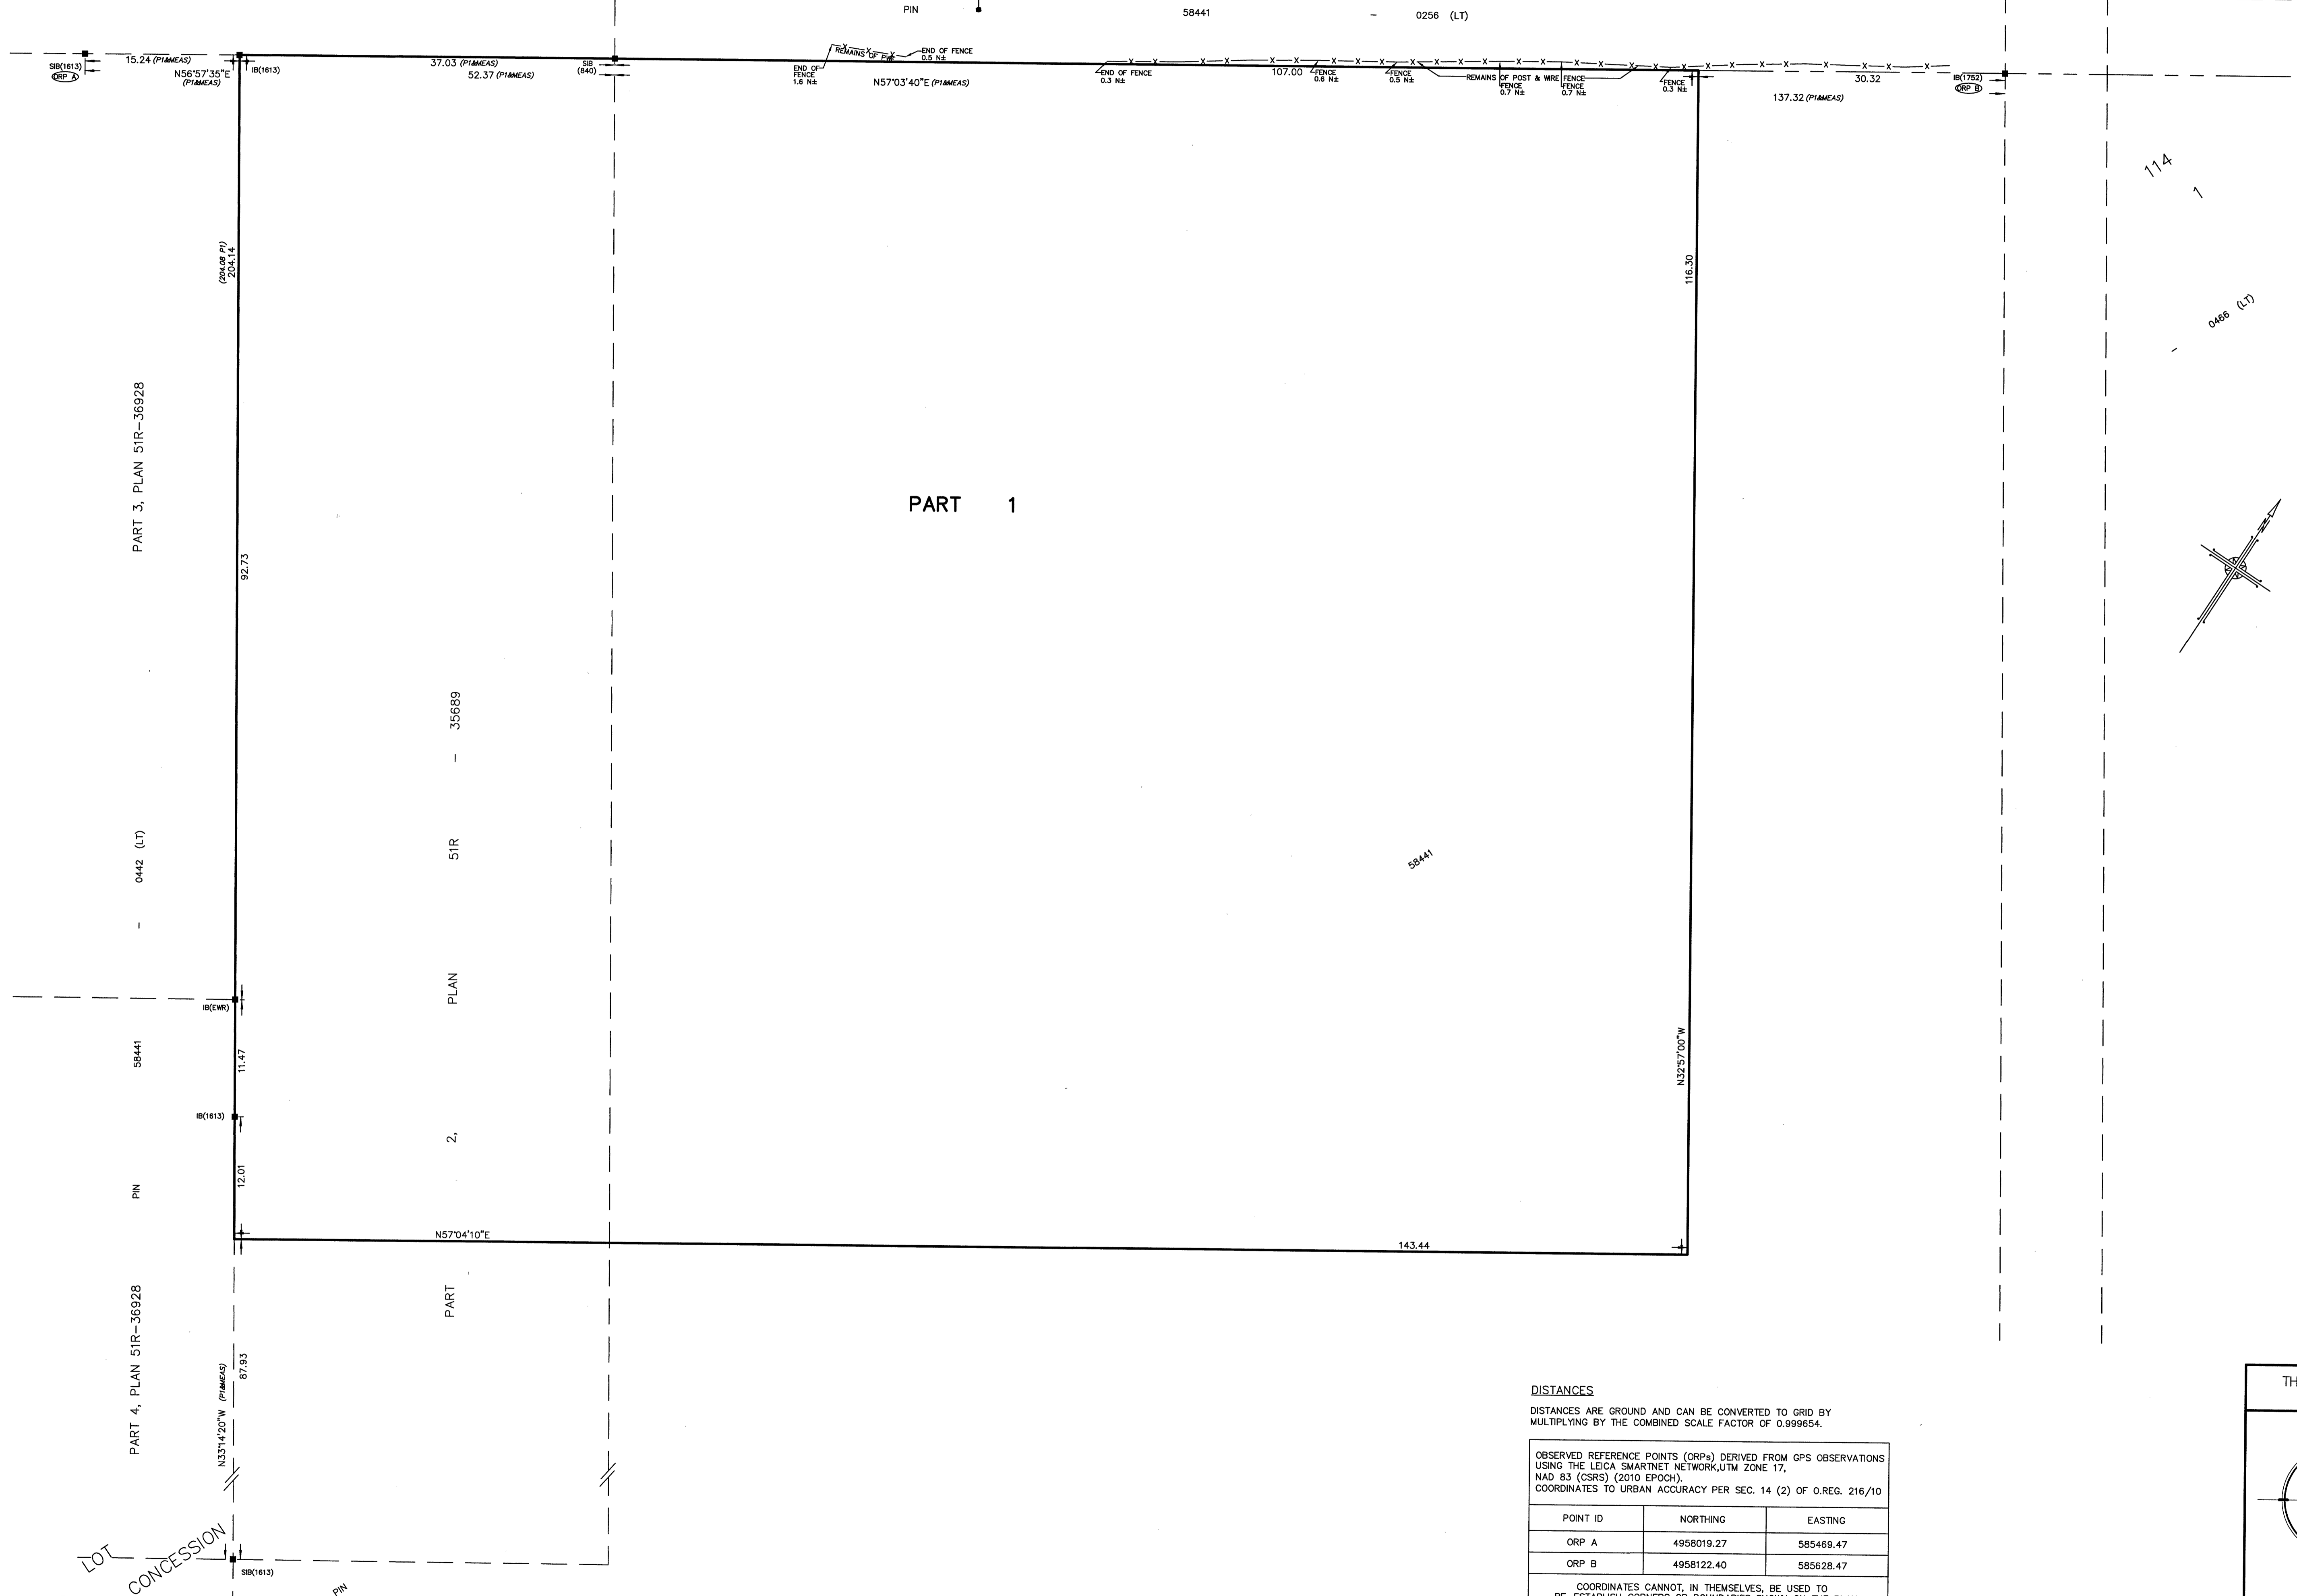 PIN
58441
-
0256 (LT)
15.24 (P1&MEAS)
SIB(1613)
ORP A
N56°57'35"E
(P1&MEAS)
IB(1613)
37.03 (P1&MEAS)
52.37 (P1&MEAS)
SIB
(840)
REMAINS OF PWF
END OF FENCE
0.5 N±
END OF
FENCE
1.6 N±
N57°03'40"E (P1&MEAS)
END OF FENCE
0.3 N±
107.00
FENCE
0.6 N±
FENCE
0.5 N±
REMAINS OF POST & WIRE FENCE
FENCE
0.7 N±
FENCE
0.7 N±
FENCE
0.3 N±
30.32
IB(1752)
ORP B
137.32 (P1&MEAS)
114
1
0466 (LT)
-
(204.08 P1)
204.14
116.30
PART 3, PLAN 51R-36928
PART 1
92.73
N
PART 2, PLAN 51R - 35689
58441
PIN 58441 - 0442 (LT)
IB(EWR)
11.47
IB(1613)
12.01
N32°57'00"W
N57°04'10"E
143.44
PART 4, PLAN 51R-36928
87.93
N33°14'20"W (P1&MEAS)
LOT
CONCESSION
SIB(1613)
PIN
DISTANCES
DISTANCES ARE GROUND AND CAN BE CONVERTED TO GRID BY
MULTIPLYING BY THE COMBINED SCALE FACTOR OF 0.999654.
OBSERVED REFERENCE POINTS (ORPs) DERIVED FROM GPS OBSERVATIONS
USING THE LEICA SMARTNET NETWORK,UTM ZONE 17,
NAD 83 (CSRS) (2010 EPOCH).
COORDINATES TO URBAN ACCURACY PER SEC. 14 (2) OF O.REG. 216/10
POINT ID NORTHING EASTING
ORP A 4958019.27 585469.47
ORP B 4958122.40 585628.47
COORDINATES CANNOT, IN THEMSELVES, BE USED TO
TH